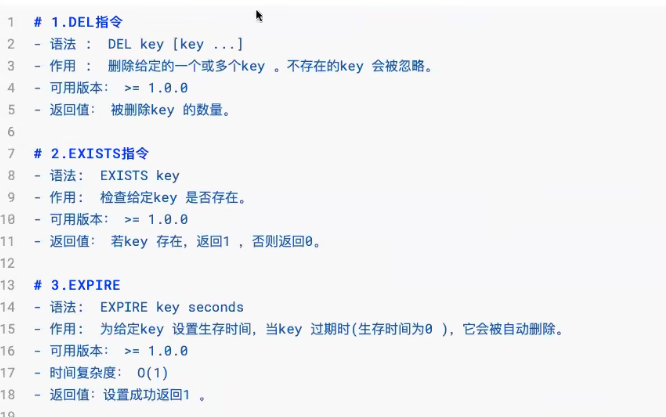 1 # 1.DEL指令
2 - 语法 : DEL key [key ...]
3 - 作用 : 删除给定的一个或多个key 。不存在的key 会被忽略。
4 - 可用版本: >= 1.0.0
5 - 返回值: 被删除key 的数量。
6
7 # 2.EXISTS指令
8 - 语法: EXISTS key
9 - 作用: 检查给定key 是否存在。
10 - 可用版本: >= 1.0.0
11 - 返回值: 若key 存在，返回1 ，否则返回0。
12
13 # 3.EXPIRE
14 - 语法: EXPIRE key seconds
15 - 作用: 为给定key 设置生存时间，当key 过期时(生存时间为0 )，它会被自动删除。
16 - 可用版本: >= 1.0.0
17 - 时间复杂度: O(1)
18 - 返回值：设置成功返回1 。
19